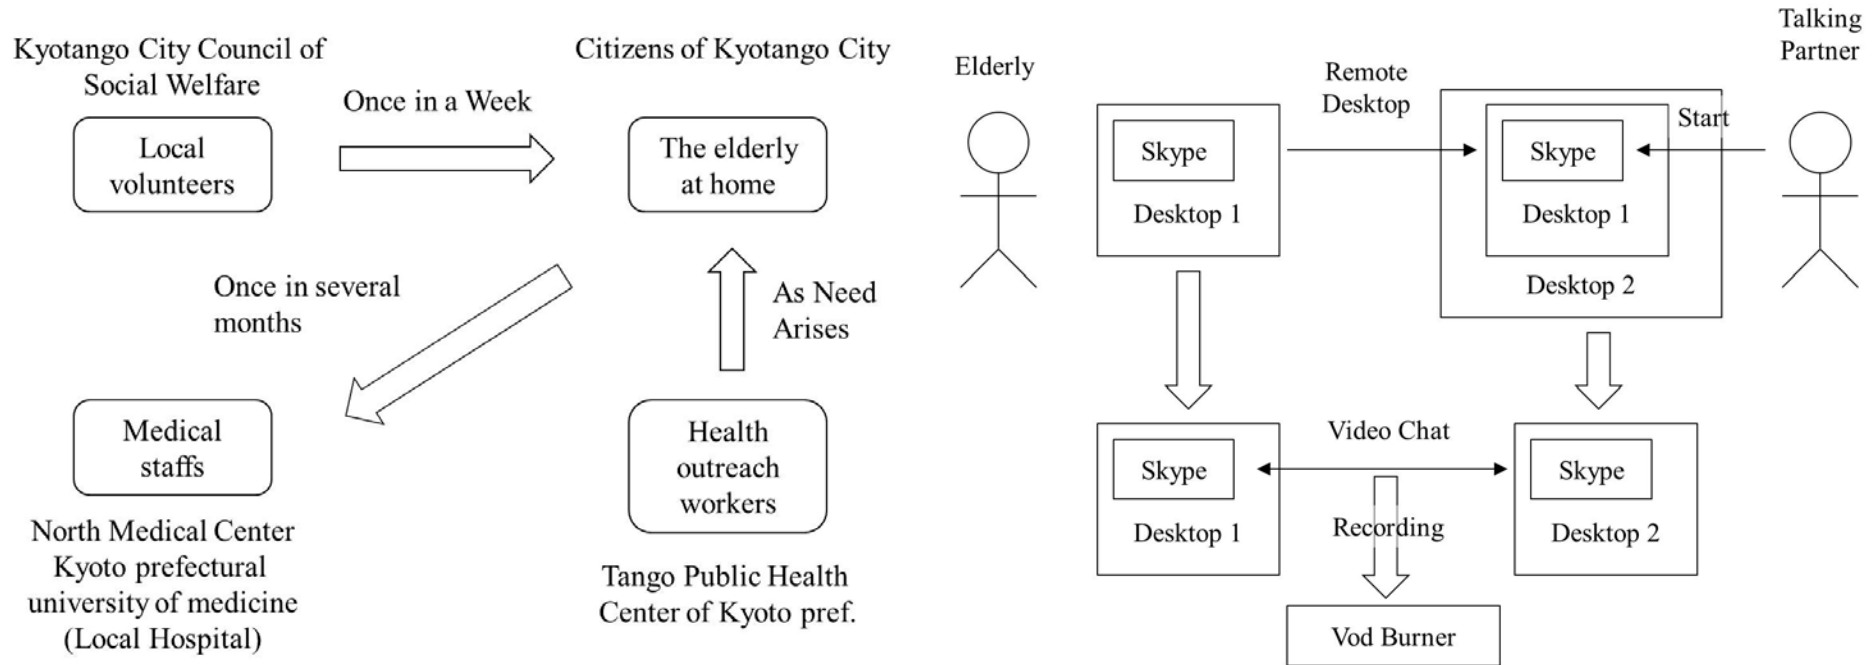 Kyotango City Council of
Social Welfare
Local
volunteers
Once in a Week
Citizens of Kyotango City
The elderly
at home
Once in several
months
As Need
Arises
Medical
staffs
North Medical Center
Kyoto prefectural
university of medicine
(Local Hospital)
Health
outreach
workers
Tango Public Health
Center of Kyoto pref.
Elderly
Skype
Desktop 1
Remote
Desktop
Skype
Desktop 1
Desktop 2
Start
Talking
Partner
Skype
Desktop 1
Video Chat
Recording
Skype
Desktop 2
Vod Burner